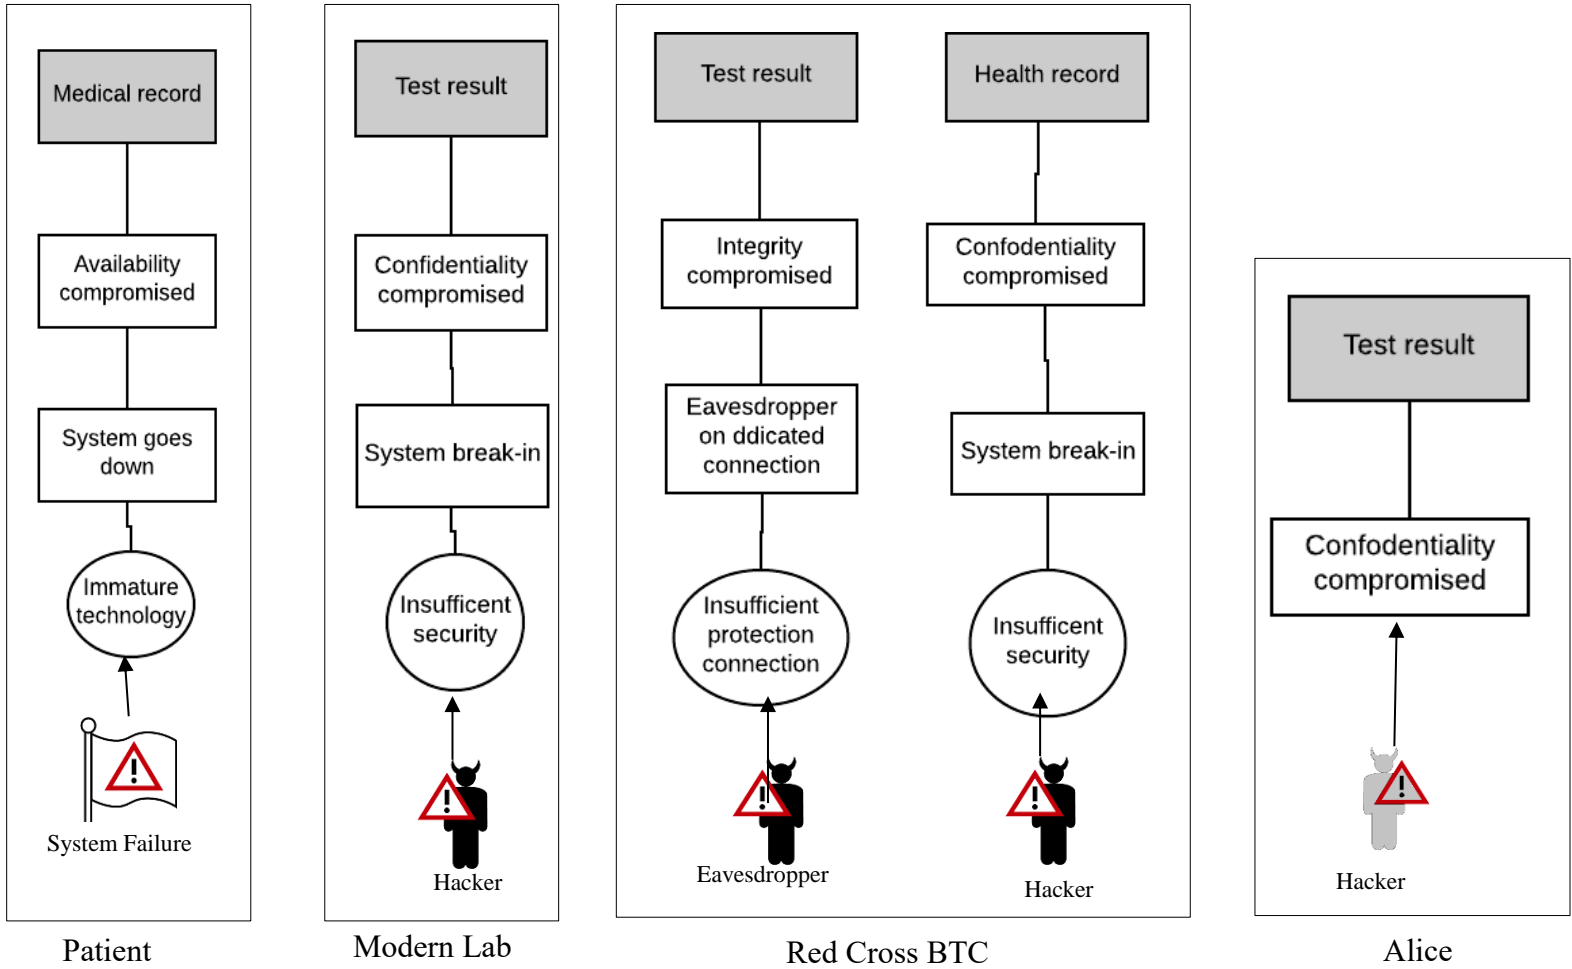 Medical record
Availability
compromised
System goes
down
Immature
technology
!
System Failure
Patient
Test result
Confidentiality
compromised
System break-in
Insufficent
security
!
Hacker
Modern Lab
Test result
Integrity
compromised
Eavesdropper
on ddicated
connection
Insufficient
protection
connection
!
Eavesdropper
Health record
Confodentiality
compromised
System break-in
Insufficent
security
!
Hacker
Red Cross BTC
Test result
Confodentiality
compromised
!
Hacker
Alice